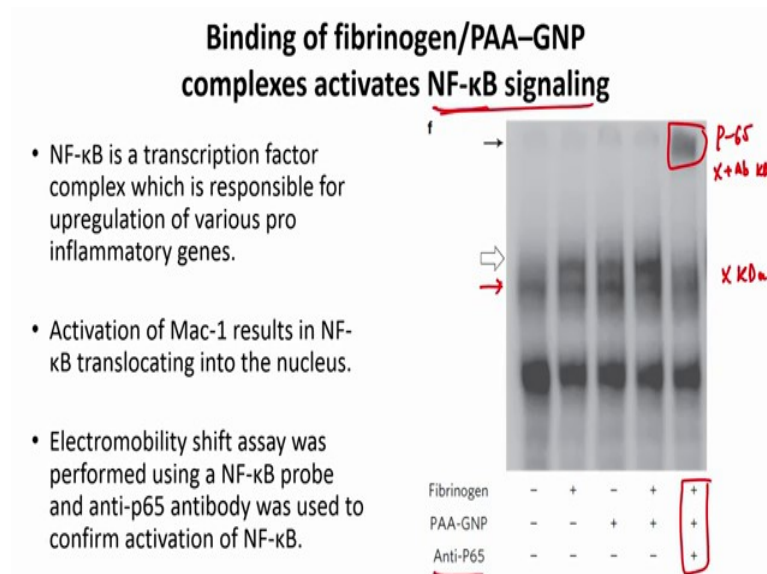 Binding of fibrinogen/PAA–GNP
complexes activates NF-κB signaling
• NF-κB is a transcription factor
complex which is responsible for
upregulation of various pro
inflammatory genes.
• Activation of Mac-1 results in NF-
κB translocating into the nucleus.
• Electromobility shift assay was
performed using a NF-κB probe
and anti-p65 antibody was used to
confirm activation of NF-κB.
f
P-65
X+Ab KD
X KDa
Fibrinogen - + - + +
PAA-GNP - - + + +
Anti-P65 - - - - +